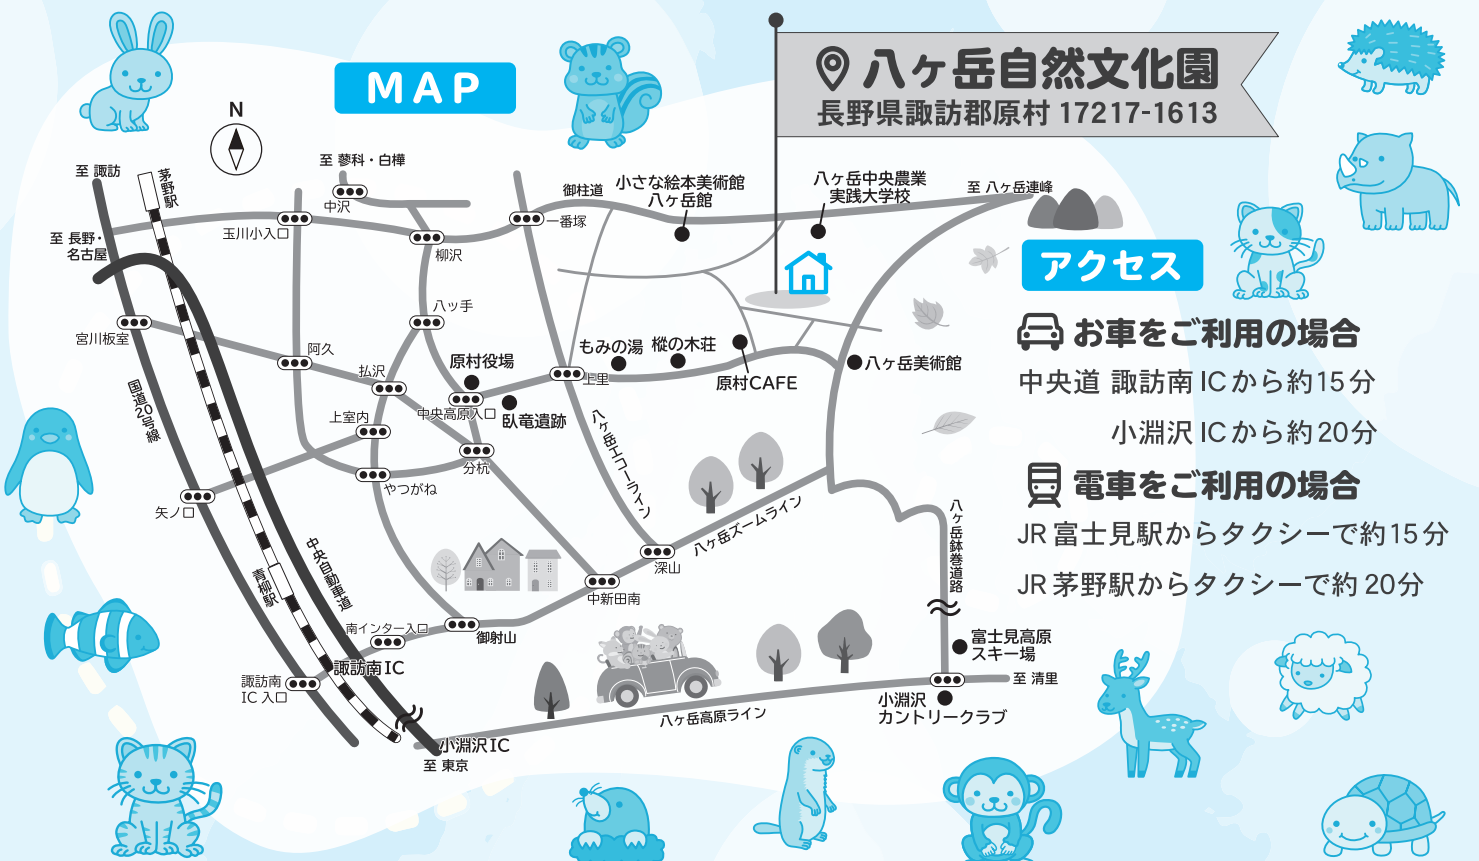 MAP
八ヶ岳自然文化園
長野県諏訪郡原村 17217-1613
N
至 諏訪
茅野駅
至 蓼科・白樺
中沢
玉川小入口
至 長野・
名古屋
柳沢
一番塚
御柱道
小さな絵本美術館
八ヶ岳館
八ヶ岳中央農業
実践大学校
至 八ヶ岳連峰
宮川板室
阿久
八ッ手
払沢
原村役場
もみの湯
樅の木荘
上里
原村CAFE
八ヶ岳美術館
国道20号線
上室内
中央高原入口
臥竜遺跡
分杭
やつがね
矢ノ口
八ヶ岳エコーライン
八ヶ岳ズームライン
八ヶ岳鉢巻道路
中央自動車道
青柳駅
深山
中新田南
南インター入口
御射山
諏訪南IC
諏訪南
IC 入口
富士見高原
スキー場
至 清里
小淵沢
カントリークラブ
八ヶ岳高原ライン
小淵沢IC
至 東京
アクセス
お車をご利用の場合
中央道 諏訪南 ICから約15分
小淵沢 ICから約20分
電車をご利用の場合
JR 富士見駅からタクシーで約15分
JR 茅野駅からタクシーで約 20分